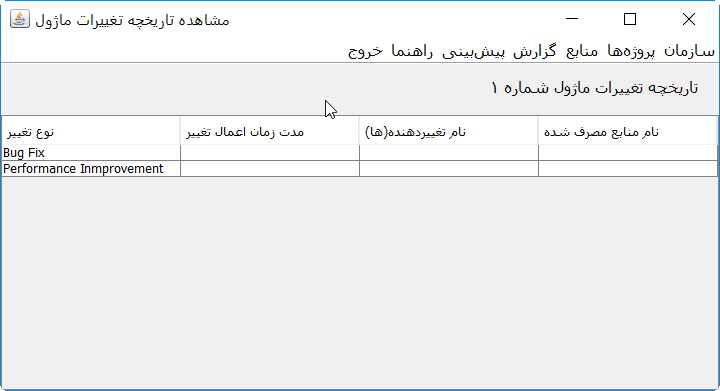 مشاهده تاریخچه تغییرات ماژول
سازمان پروژه‌ها منابع گزارش پیش‌بینی راهنما خروج
تاریخچه تغییرات ماژول شماره ۱
نوع تغییر مدت زمان اعمال تغییر نام تغییردهنده(ها) نام منابع مصرف شده
Bug Fix
Performance Inmprovement